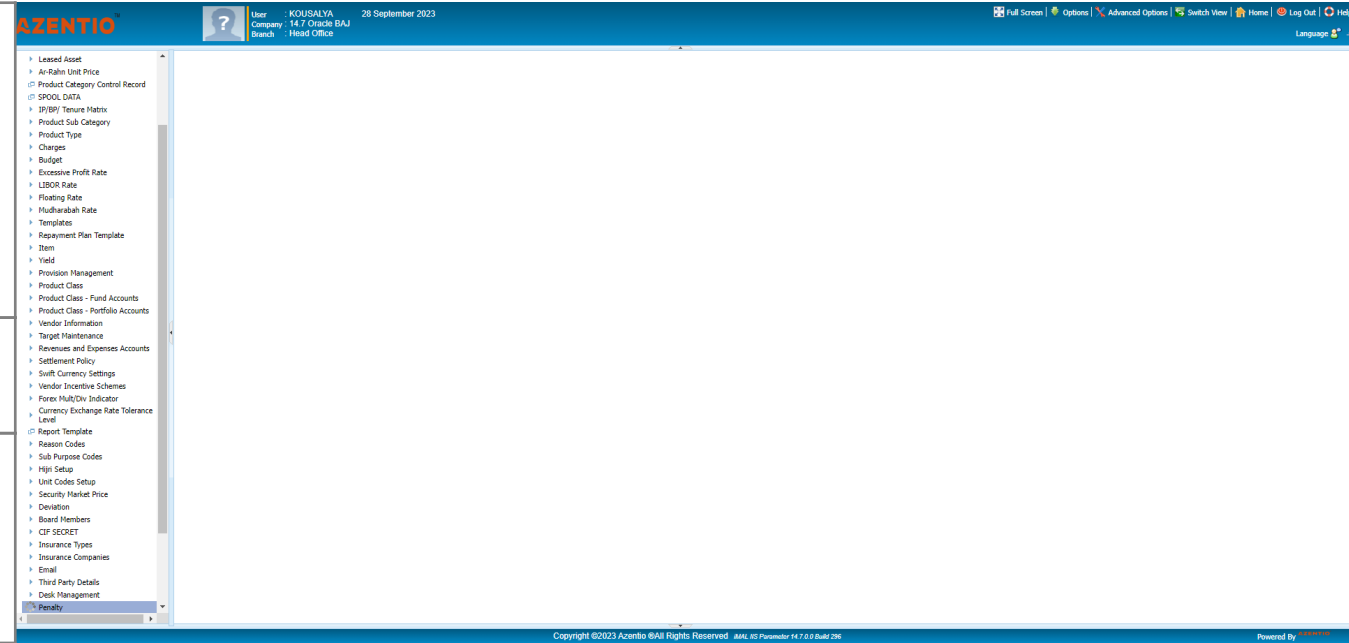 AZENTIO
?
User : KOUSALYA 28 September 2023
Company : 14.7 Oracle BAJ
Branch : Head Office
Full Screen | Options | Advanced Options | Switch View | Home | Log Out | Hel
Language
Leased Asset
Ar-Rahn Unit Price
Product Category Control Record
SPOOL DATA
IP/BP/ Tenure Matrix
Product Sub Category
Product Type
Charges
Budget
Excessive Profit Rate
LIBOR Rate
Floating Rate
Mudharabah Rate
Templates
Repayment Plan Template
Item
Yield
Provision Management
Product Class
Product Class - Fund Accounts
Product Class - Portfolio Accounts
Vendor Information
Target Maintenance
Revenues and Expenses Accounts
Settlement Policy
Swift Currency Settings
Vendor Incentive Schemes
Forex Mult/Div Indicator
Currency Exchange Rate Tolerance
Level
Report Template
Reason Codes
Sub Purpose Codes
Hijri Setup
Unit Codes Setup
Security Market Price
Deviation
Board Members
CIF SECRET
Insurance Types
Insurance Companies
Email
Third Party Details
Desk Management
Penalty
Copyright ©2023 Azentio ®All Rights Reserved iMAL IIS Parameter 14.7.0.0 Build 296
Powered By AZENTIO